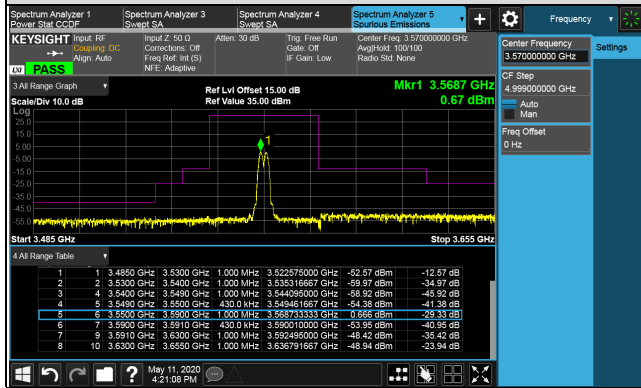 Spectrum Analyzer 1
Power Stat CCDF
Spectrum Analyzer 3
Swept SA
Spectrum Analyzer 4
Swept SA
Spectrum Analyzer 5
Spurious Emissions
Frequency
KEYSIGHT
LXI PASS
Input: RF
Coupling: DC
Align: Auto
Input Z: 50 Ω
Corrections: Off
Freq Ref: Int (S)
NFE: Adaptive
Atten: 30 dB
Trig: Free Run
Gate: Off
IF Gain: Low
Center Freq: 3.570000000 GHz
Avg|Hold: 100/100
Radio Std: None
Center Frequency
3.570000000 GHz
Settings
CF Step
4.999000000 GHz
Auto
Man
Freq Offset
0 Hz
3 All Range Graph
Scale/Div 10.0 dB
Ref Lvl Offset 15.00 dB
Ref Value 35.00 dBm
Mkr1 3.5687 GHz
0.67 dBm
Log
25.0
15.0
5.00
-5.00
-15.0
-25.0
-35.0
-45.0
-55.0
1
Start 3.485 GHz
Stop 3.655 GHz
4 All Range Table
1 1 3.4850 GHz 3.5300 GHz 1.000 MHz 3.522575000 GHz -52.57 dBm -12.57 dB
2 2 3.5300 GHz 3.5400 GHz 1.000 MHz 3.535316667 GHz -59.97 dBm -34.97 dB
3 4 3.5400 GHz 3.5490 GHz 1.000 MHz 3.544095000 GHz -58.92 dBm -45.92 dB
4 5 3.5490 GHz 3.5500 GHz 430.0 kHz 3.549461667 GHz -54.38 dBm -41.38 dB
5 6 3.5500 GHz 3.5900 GHz 1.000 MHz 3.568733333 GHz 0.666 dBm -29.33 dB
6 7 3.5900 GHz 3.5910 GHz 430.0 kHz 3.590010000 GHz -53.95 dBm -40.95 dB
7 9 3.5910 GHz 3.6300 GHz 1.000 MHz 3.592495000 GHz -48.42 dBm -35.42 dB
8 10 3.6300 GHz 3.6550 GHz 1.000 MHz 3.636791667 GHz -48.94 dBm -23.94 dB
May 11, 2020
4:21:08 PM